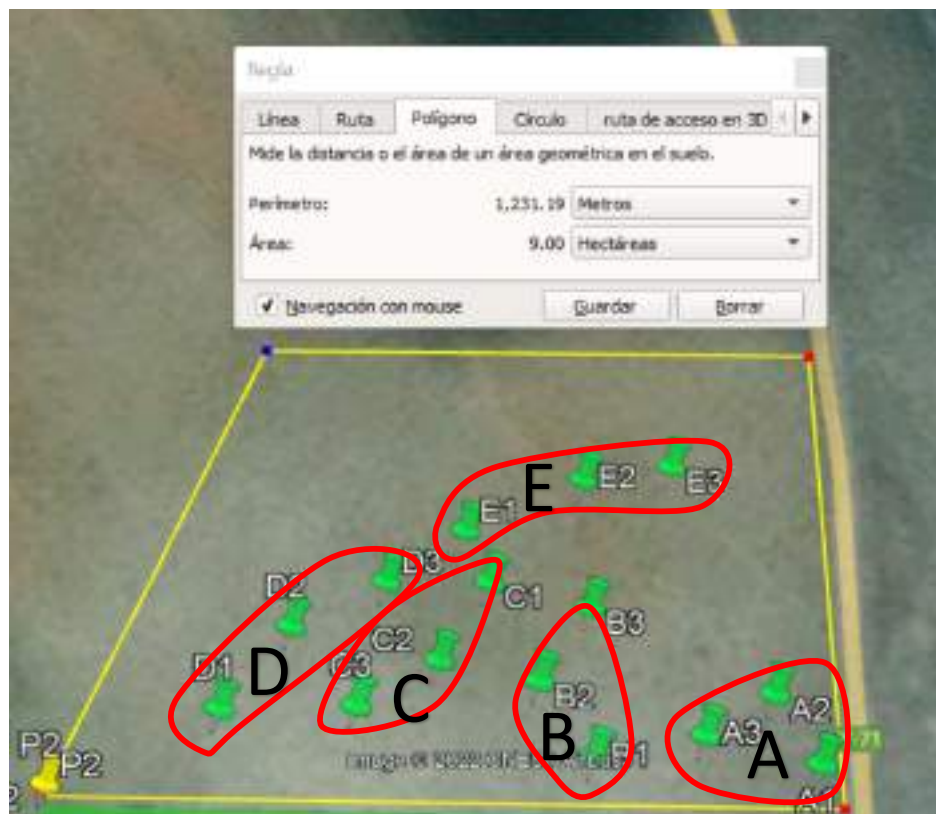 Regla
Línea Ruta Polígono Círculo ruta de acceso en 3D
Mide la distancia o el área de un área geométrica en el suelo.
Perímetro: 1,231.19 Metros
Área: 9.00 Hectáreas
Navegación con mouse Guardar Borrar
E
E2
E3
E1
D3
D2
C1
B3
C2
D1
D
C3
C
B2
A2
A3
A
B
B1
P2
P2
Image © 2022
A1